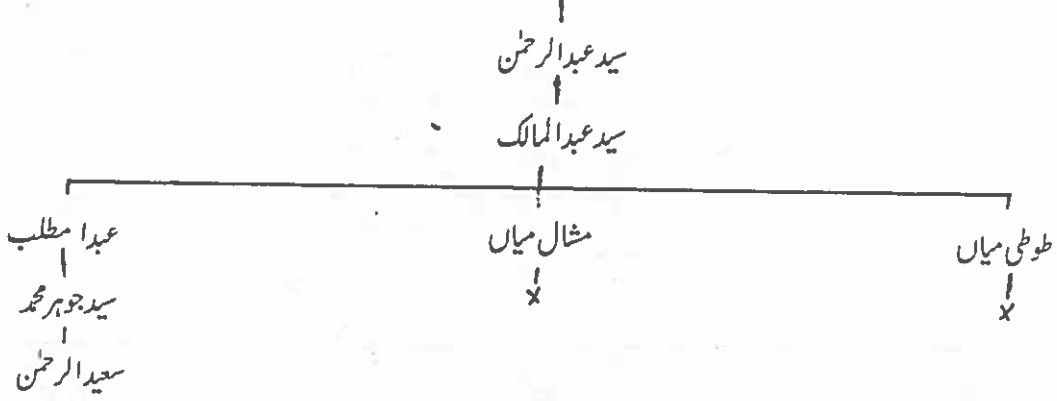 سید عبدالرحمٰن
سید عبدالمالک
طوطی میاں
مشال میاں
عبدا مطلب
x
x
سید جوہر محمد
سعید الرحمٰن